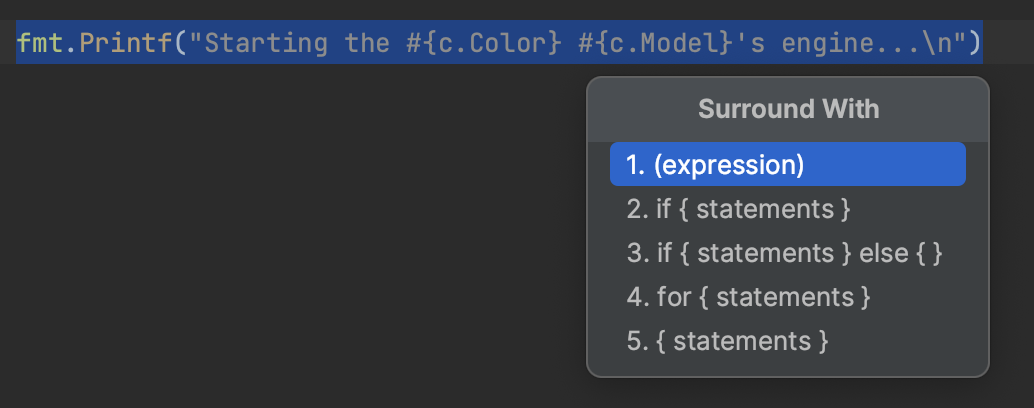 fmt.Printf("Starting the #{c.Color} #{c.Model}'s engine...\n")
Surround With
1. (expression)
2. if { statements }
3. if { statements } else { }
4. for { statements }
5. { statements }